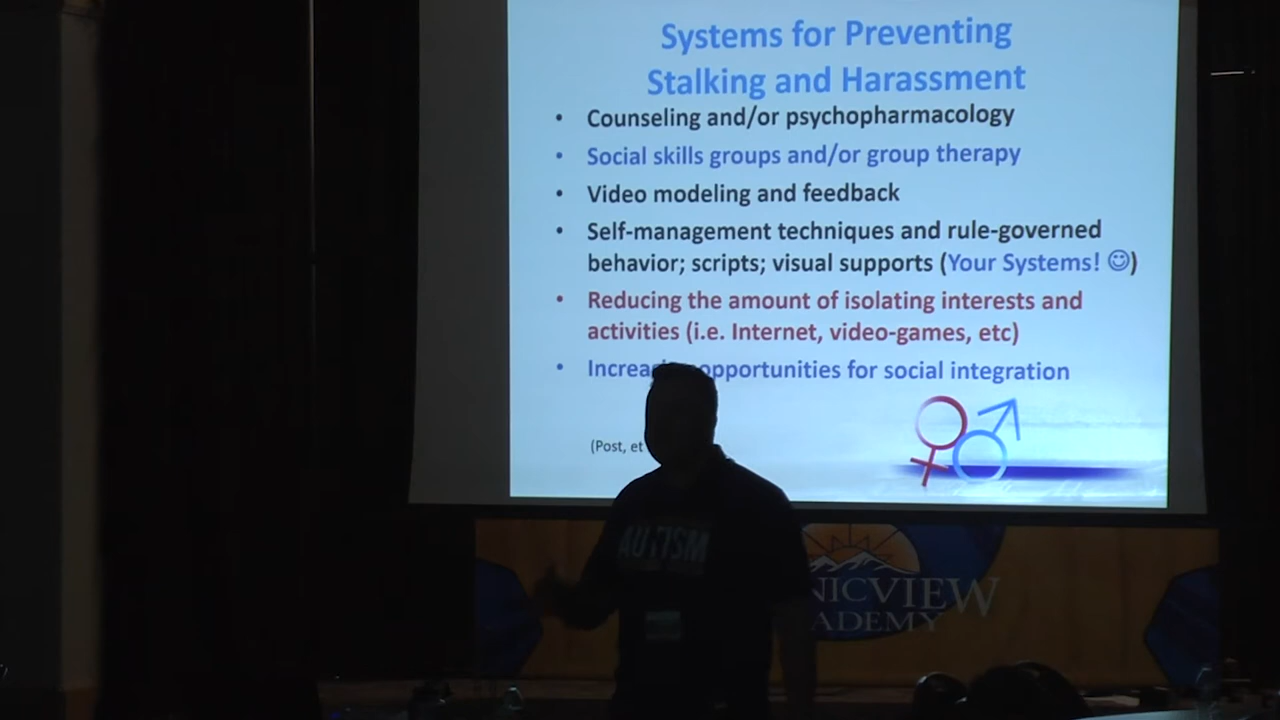 Systems for Preventing
Stalking and Harassment
• Counseling and/or psychopharmacology
• Social skills groups and/or group therapy
• Video modeling and feedback
• Self-management techniques and rule-governed
behavior; scripts; visual supports (Your Systems! ☺)
• Reducing the amount of isolating interests and
activities (i.e. Internet, video-games, etc)
• opportunities for social integration
(Post, et
AUTISM
VIEW